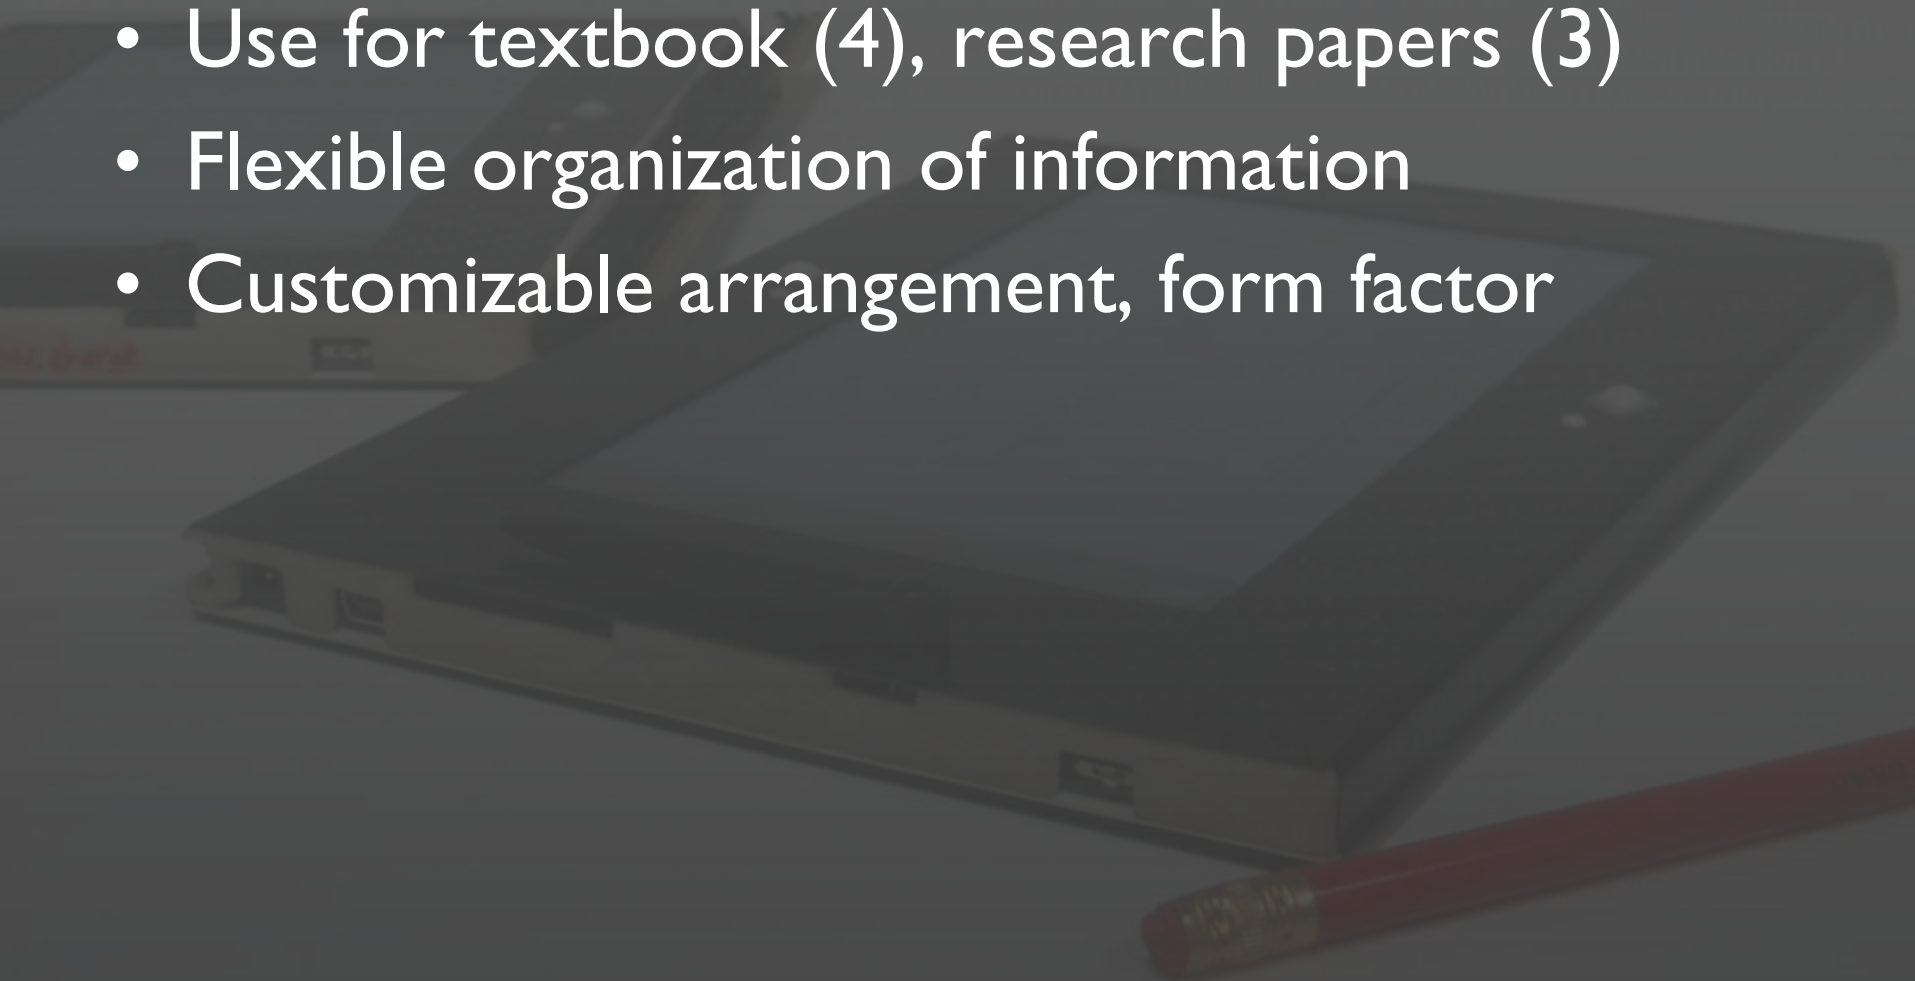 • Use for textbook (4), research papers (3)
• Flexible organization of information
• Customizable arrangement, form factor